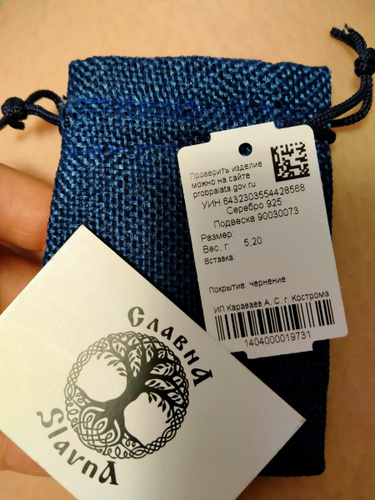 Проверить изделие
можно на сайте
probpalata.gov.ru
УИН 6432303554428568
Серебро 925
Подвеска 90030073
Размер:
Вес, г: 5,20
Вставка:
Покрытие: чернение
ИП Караваев А. С. г. Кострома
1404000019731
Славна
Slavna